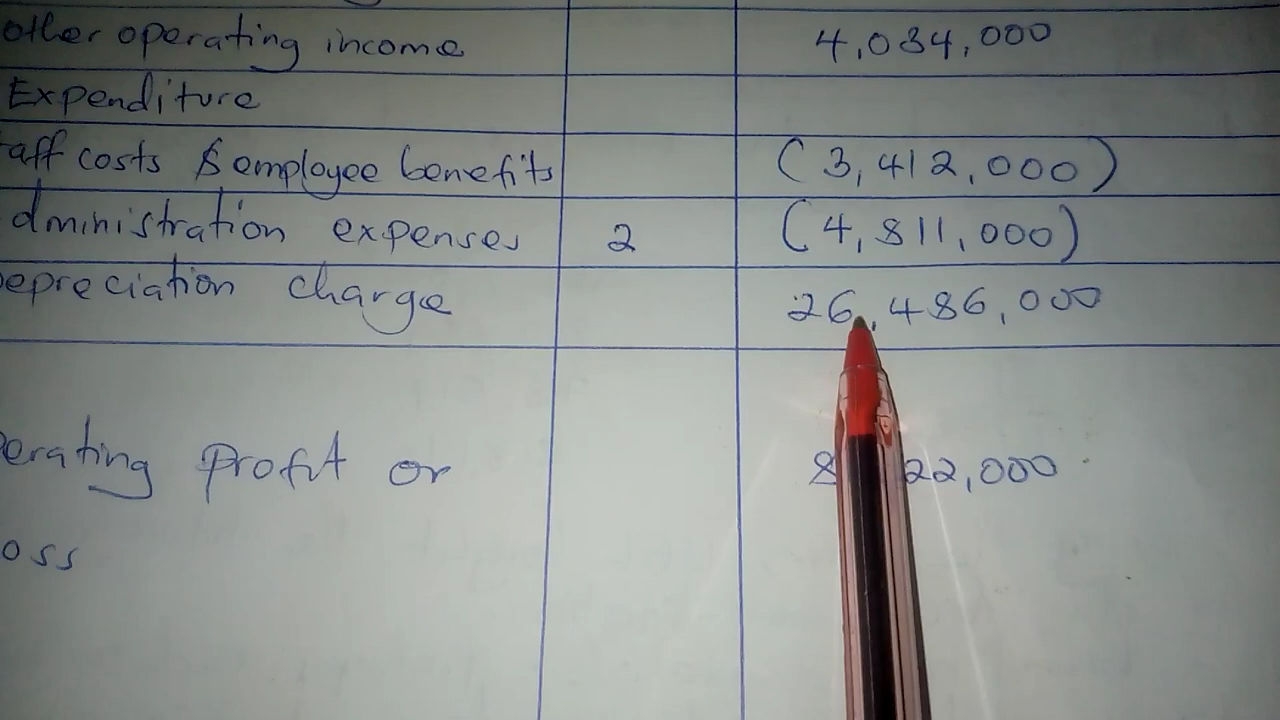 other operating income 4,034,000
Expenditure
aff costs & employee benefits (3,412,000)
dministration expenses 2 (4,811,000)
epreciation charge 26,486,000
erating Profit or 8 22,000
oss